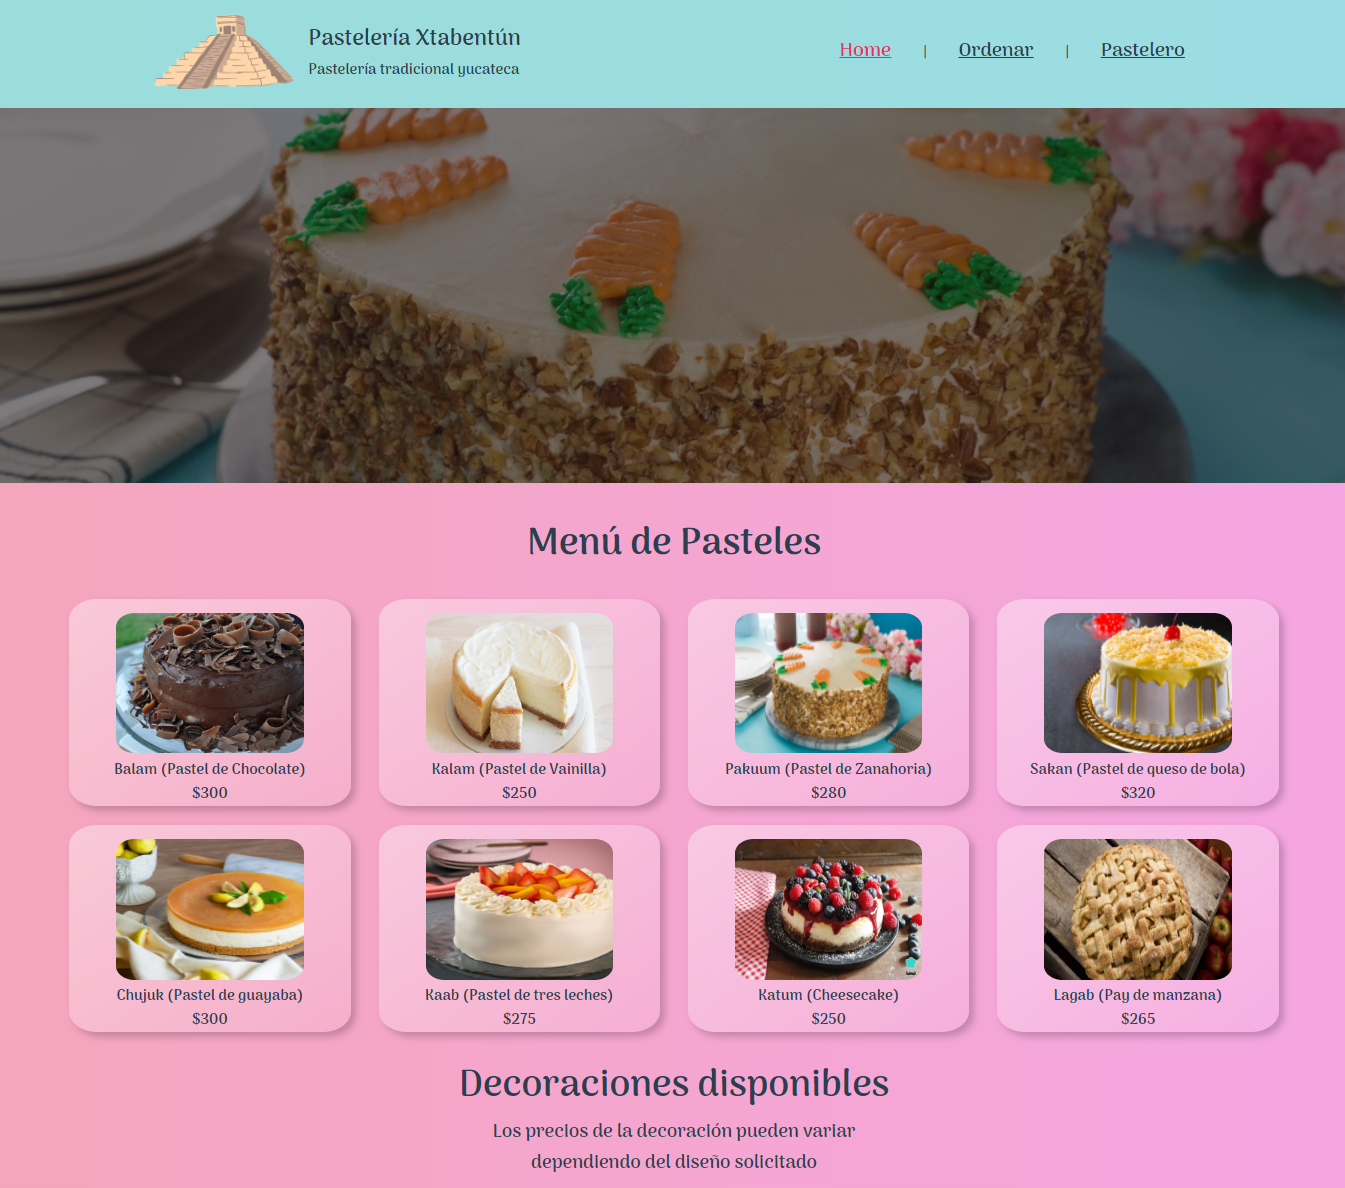 Pastelería Xtabentún
Pastelería tradicional yucateca
Home | Ordenar | Pastelero
Menú de Pasteles
Balam (Pastel de Chocolate)
$300
Kalam (Pastel de Vainilla)
$250
Pakuum (Pastel de Zanahoria)
$280
Sakan (Pastel de queso de bola)
$320
Chujuk (Pastel de guayaba)
$300
Kaab (Pastel de tres leches)
$275
Katum (Cheesecake)
$250
Lagab (Pay de manzana)
$265
Decoraciones disponibles
Los precios de la decoración pueden variar
dependiendo del diseño solicitado